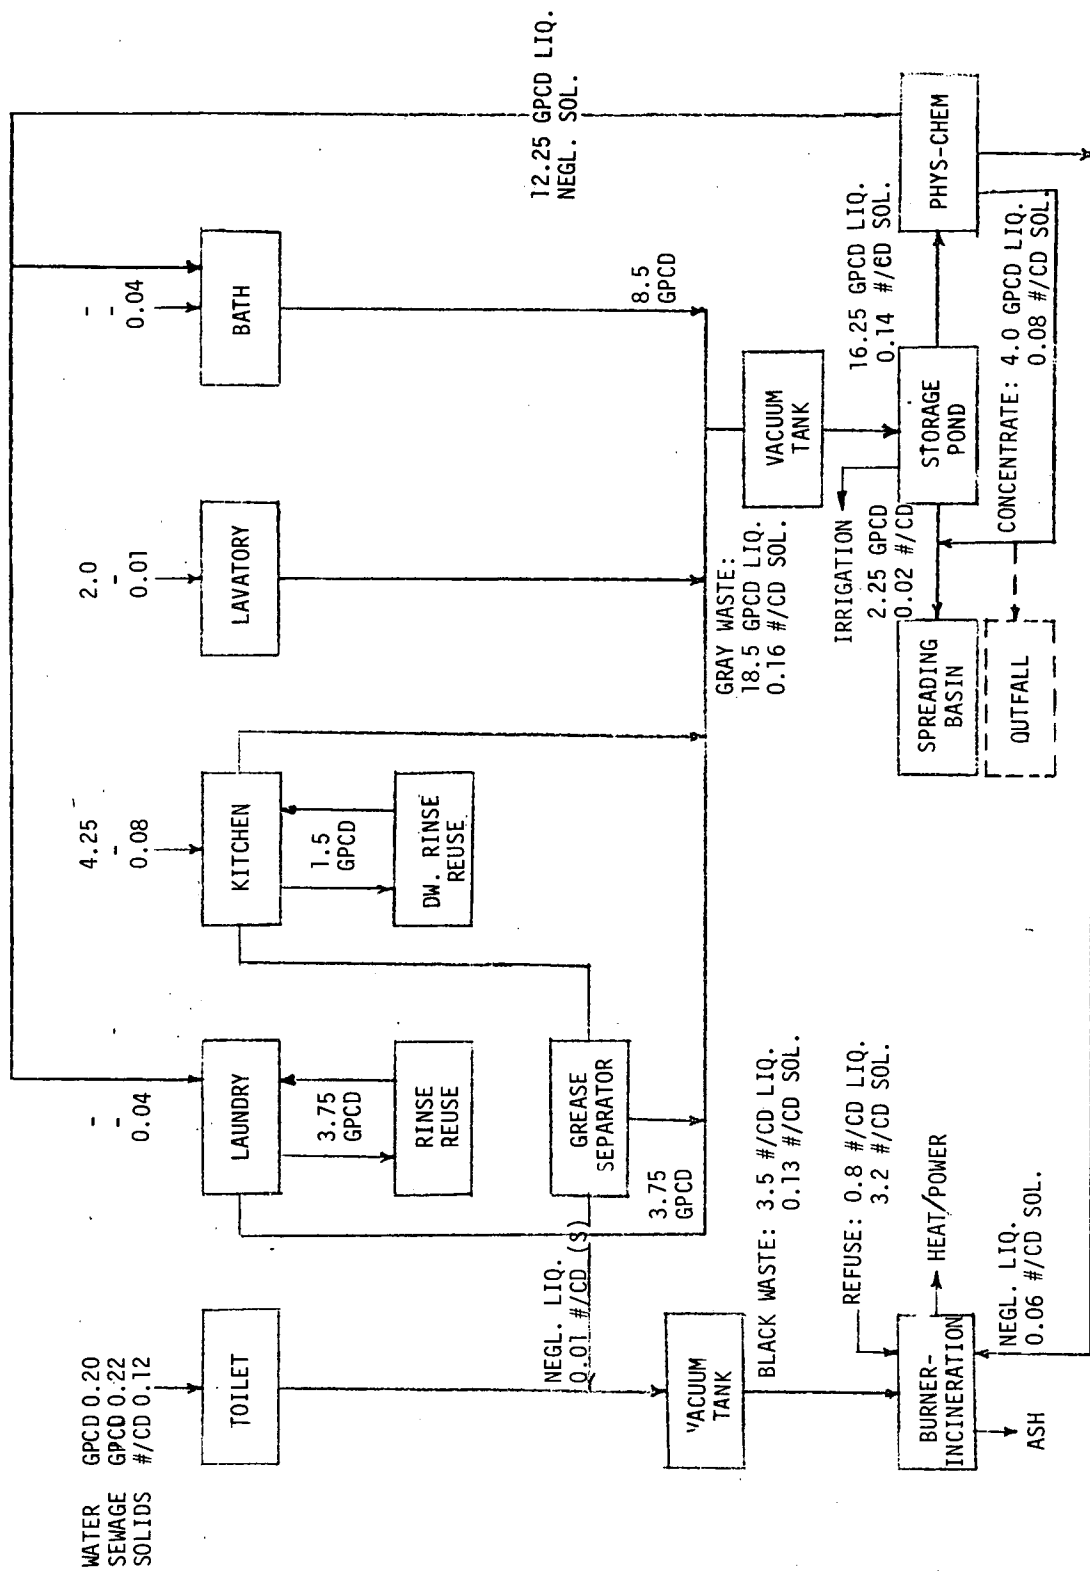 WATER GPCD 0.20
SEWAGE GPCD 0.22
SOLIDS #/CD 0.12
-
-
0.04
4.25
-
0.08
2.0
-
0.01
-
-
0.04
TOILET
LAUNDRY
KITCHEN
LAVATORY
BATH
3.75
GPCD
1.5
GPCD
RINSE
REUSE
DW. RINSE
REUSE
12.25 GPCD LIQ.
NEGL. SOL.
NEGL. LIQ.
0.01 #/CD (S)
GREASE
SEPARATOR
3.75
GPCD
8.5
GPCD
VACUUM
TANK
GRAY WASTE:
18.5 GPCD LIQ.
0.16 #/CD SOL.
VACUUM
TANK
BLACK WASTE: 3.5 #/CD LIQ.
0.13 #/CD SOL.
REFUSE: 0.8 #/CD LIQ.
3.2 #/CD SOL.
IRRIGATION
2.25 GPCD
0.02 #/CD
16.25 GPCD LIQ.
0.14 #/CD SOL.
BURNER-
INCINERATION
HEAT/POWER
SPREADING
BASIN
STORAGE
POND
PHYS-CHEM
NEGL. LIQ.
0.06 #/CD SOL.
ASH
OUTFALL
CONCENTRATE: 4.0 GPCD LIQ.
0.08 #/CD SOL.